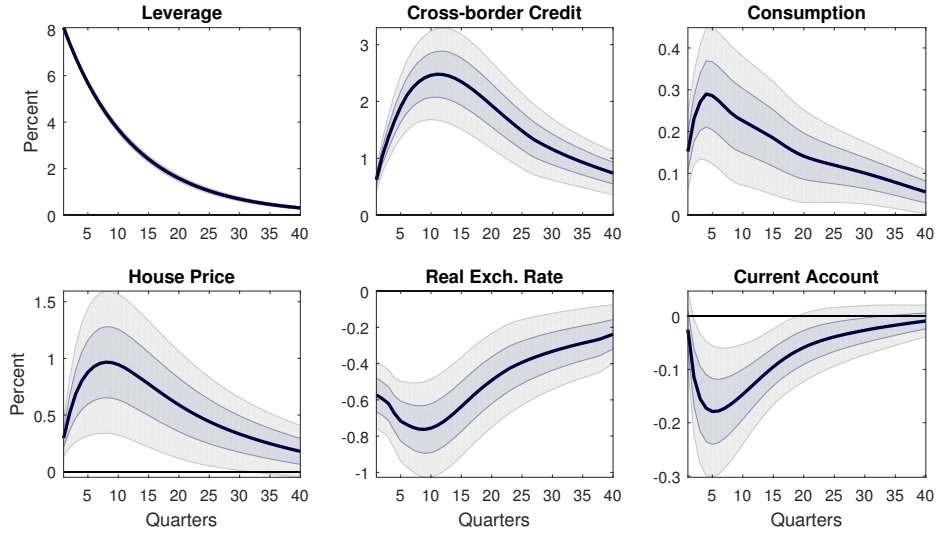 Leverage
Percent
8
6
4
2
0
5 10 15 20 25 30 35 40
Cross-border Credit
3
2
1
0
5 10 15 20 25 30 35 40
Consumption
0.4
0.3
0.2
0.1
0
5 10 15 20 25 30 35 40
House Price
Percent
1.5
1
0.5
0
5 10 15 20 25 30 35 40
Quarters
Real Exch. Rate
0
-0.2
-0.4
-0.6
-0.8
-1
5 10 15 20 25 30 35 40
Quarters
Current Account
0
-0.1
-0.2
-0.3
5 10 15 20 25 30 35 40
Quarters